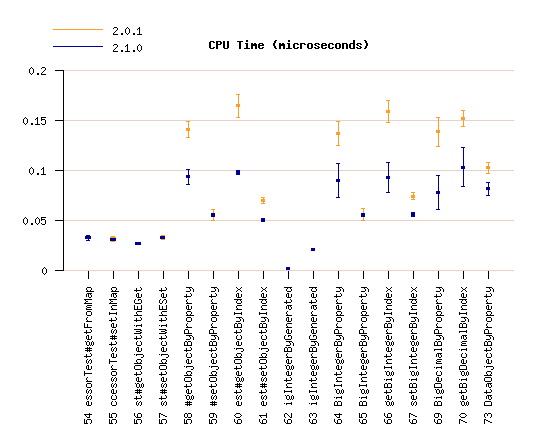 2.0.1
2.1.0
CPU Time (microseconds)
0.2
0.15
0.1
0.05
0
54 essorTest#getFromMap
55 ccessorTest#setInMap
56 st#getObjectWithEGet
57 st#setObjectWithESet
58 #getObjectByProperty
59 #setObjectByProperty
60 est#getObjectByIndex
61 est#setObjectByIndex
62 igIntegerByGenerated
63 igIntegerByGenerated
64 BigIntegerByProperty
65 BigIntegerByProperty
66 getBigIntegerByIndex
67 setBigIntegerByIndex
69 BigDecimalByProperty
70 getBigDecimalByIndex
73 DataObjectByProperty